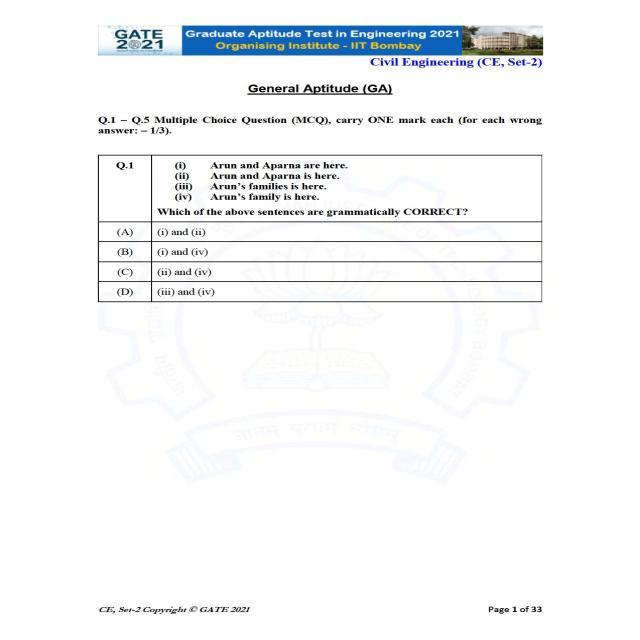 GATE
2021
Graduate Aptitude Test in Engineering 2021
Organising Institute - IIT Bombay
Civil Engineering (CE, Set-2)
General Aptitude (GA)
Q.1 – Q.5 Multiple Choice Question (MCQ), carry ONE mark each (for each wrong
answer: – 1/3).
Q.1 (i) Arun and Aparna are here.
(ii) Arun and Aparna is here.
(iii) Arun's families is here.
(iv) Arun's family is here.
Which of the above sentences are grammatically CORRECT?
(A) (i) and (ii)
(B) (i) and (iv)
(C) (ii) and (iv)
(D) (iii) and (iv)
CE, Set-2 Copyright © GATE 2021 Page 1 of 33